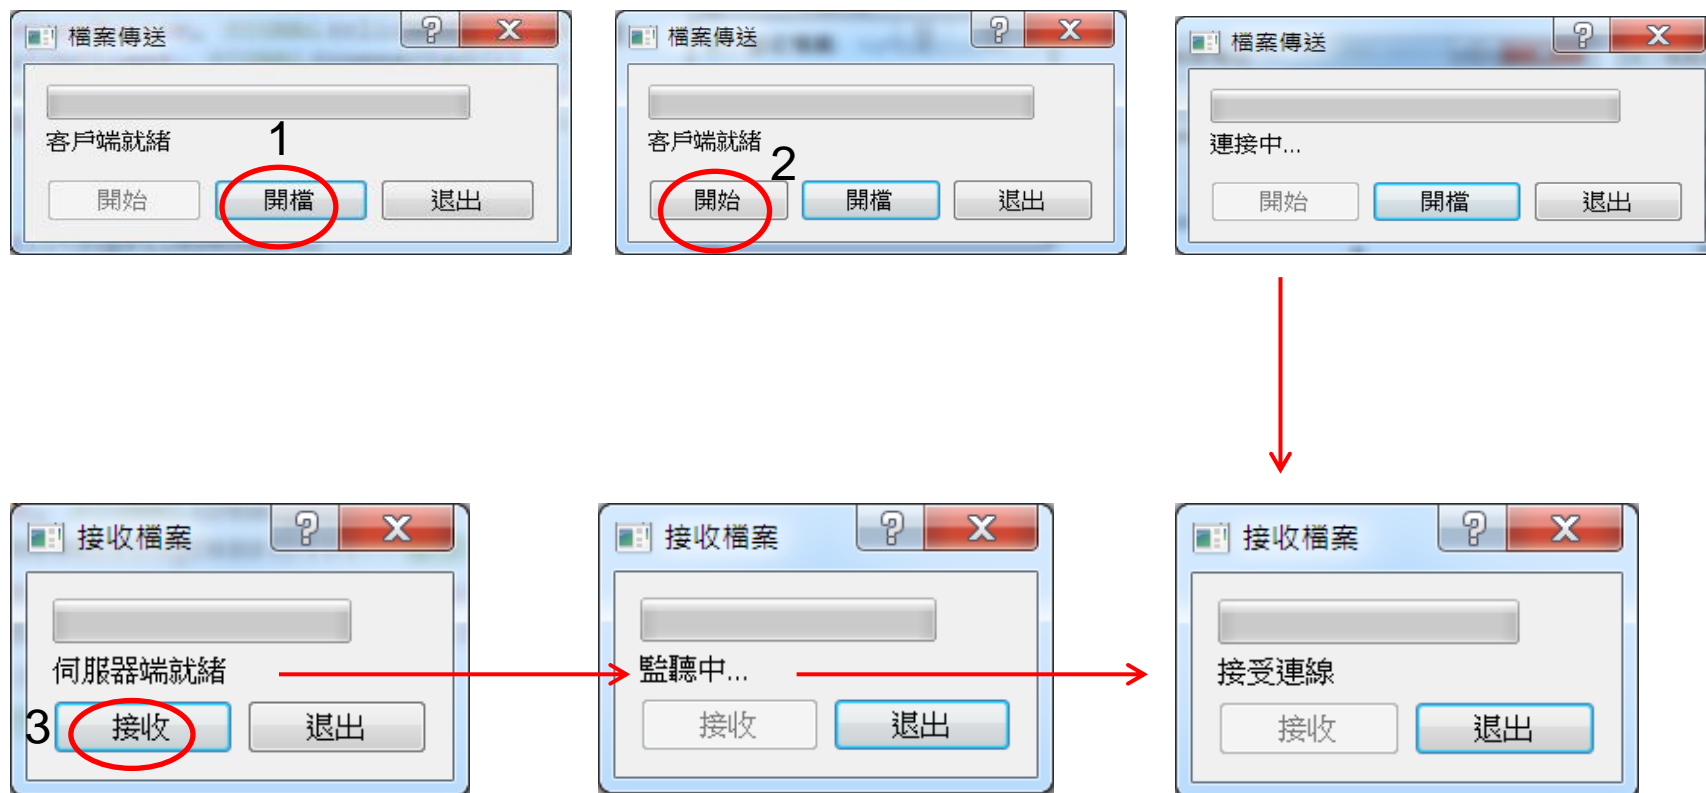 檔案傳送
客戶端就緒
1
開始 開檔 退出
檔案傳送
客戶端就緒
2
開始 開檔 退出
檔案傳送
連接中...
開始 開檔 退出
接收檔案
伺服器端就緒
3
接收 退出
接收檔案
監聽中...
接收 退出
接收檔案
接受連線
接收 退出